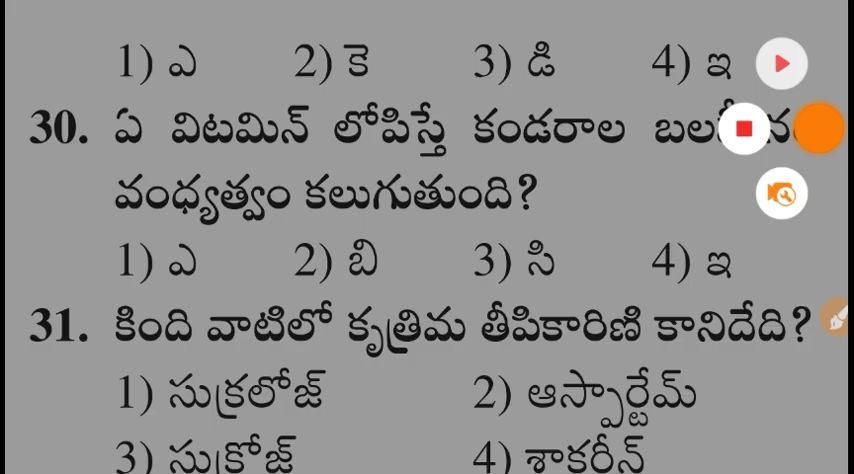 1) ఎ 2) కె 3) డి 4) ఇ
30. ఏ విటమిన్ లోపిస్తే కండరాల
వంధ్యత్వం కలుగుతుంది?
1) ఎ 2) బి 3) సి 4) ఇ
31. కింది వాటిలో కృత్రిమ తీపికారిణి కానిదేది?
1) సుక్రలోజ్ 2) ఆస్పార్టేమ్
3) సుక్రోజ్ 4) శాకరీన్